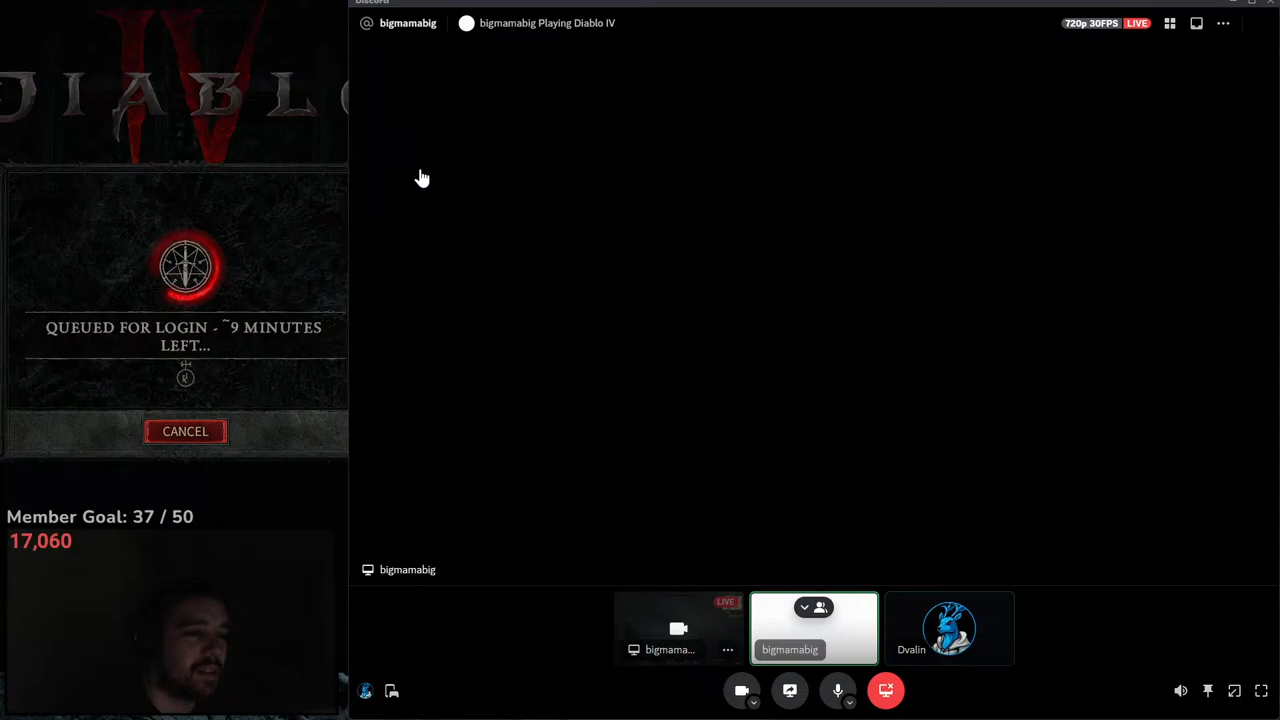 Discord
bigmamabig
bigmamabig Playing Diablo IV
720p 30FPS
LIVE
DIABLO
IV
QUEUED FOR LOGIN - ~9 MINUTES
LEFT...
CANCEL
Member Goal: 37 / 50
17,060
bigmamabig
LIVE
bigmama...
bigmamabig
Dvalin